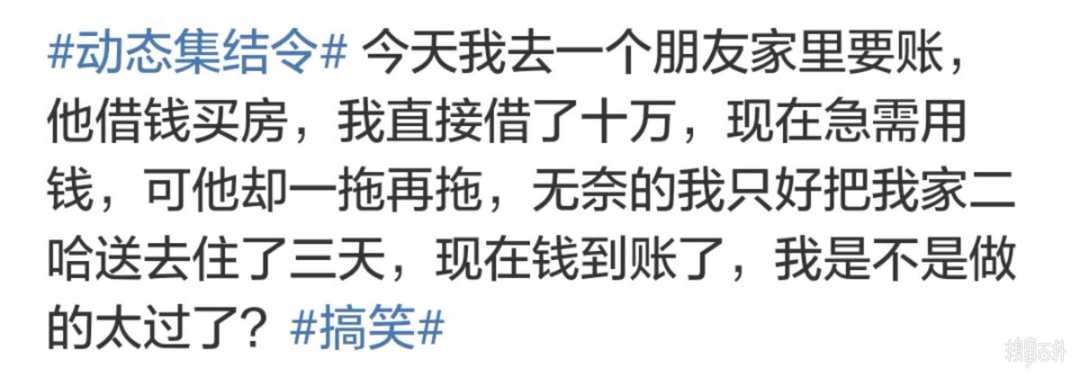 #动态集结令# 今天我去一个朋友家里要账，
他借钱买房，我直接借了十万，现在急需用
钱，可他却一拖再拖，无奈的我只好把我家二
哈送去住了三天，现在钱到账了，我是不是做
的太过了？#搞笑#